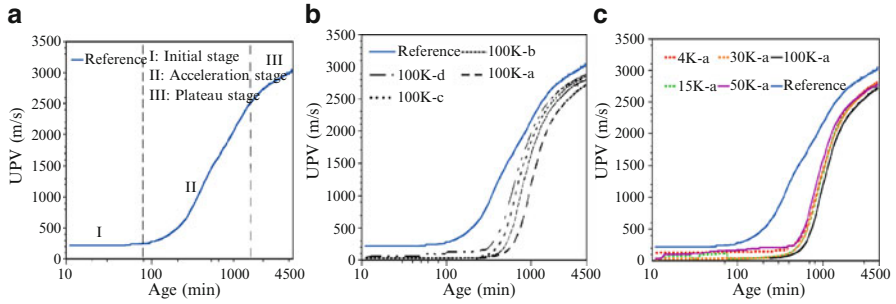 a
3500
3000
2500
2000
1500
1000
500
0
UPV (m/s)
Reference
I: Initial stage
II: Acceleration stage
III: Plateau stage
III
II
I
10
100
1000
4500
Age (min)
b
3500
3000
2500
2000
1500
1000
500
0
UPV (m/s)
Reference
100K-b
100K-d
100K-a
100K-c
10
100
1000
4500
Age (min)
c
3500
3000
2500
2000
1500
1000
500
0
UPV (m/s)
4K-a
30K-a
100K-a
15K-a
50K-a
Reference
10
100
1000
4500
Age (min)